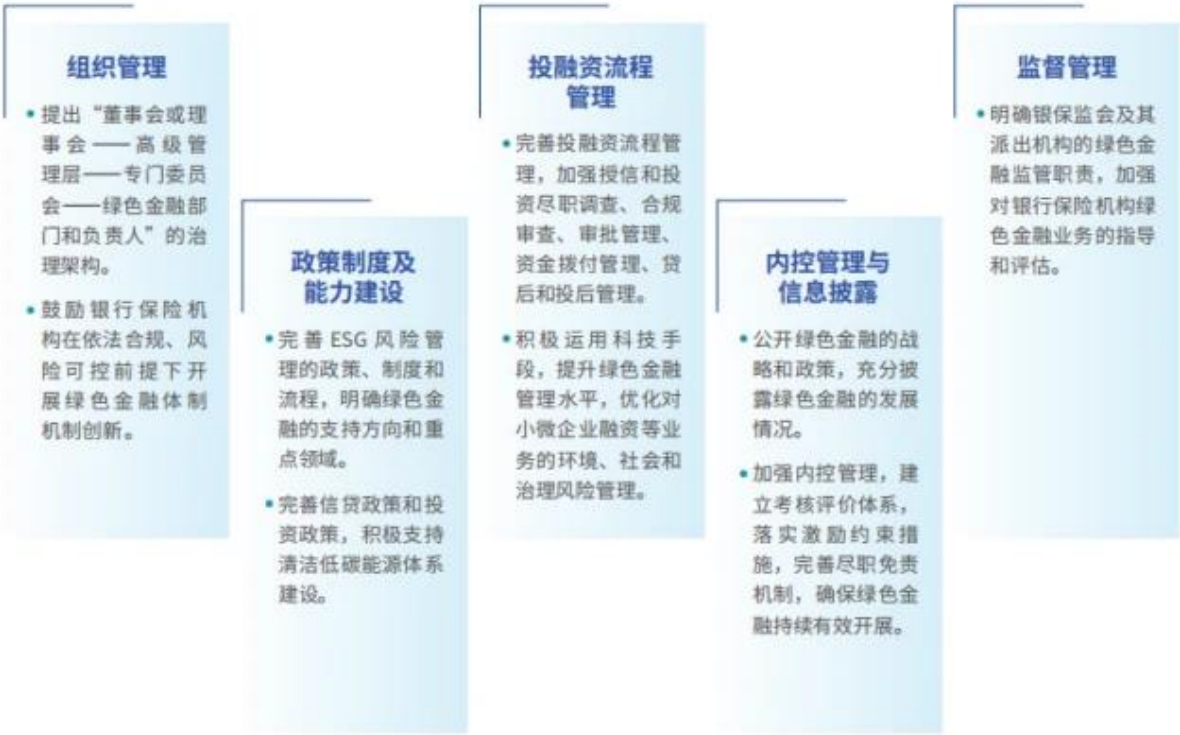 组织管理
提出“董事会或理
事会——高级管
理层——专门委员
会——绿色金融部
门和负责人”的治
理架构。
鼓励银行保险机
构在依法合规、风
险可控前提下开
展绿色金融体制
机制创新。
政策制度及
能力建设
完善ESG风险管
理的政策、制度和
流程，明确绿色金
融的支持方向和重
点领域。
完善信贷政策和投
资政策，积极支持
清洁低碳能源体系
建设。
投融资流程
管理
完善投融资流程管
理，加强授信和投
资尽职调查、合规
审查、审批管理、
资金拨付管理、贷
后和投后管理。
积极运用科技手
段，提升绿色金融
管理水平，优化对
小微企业融资等业
务的环境、社会和
治理风险管理。
内控管理与
信息披露
公开绿色金融的战
略和政策，充分披
露绿色金融的发展
情况。
加强内控管理，建
立考核评价体系，
落实激励约束措
施，完善尽职免责
机制，确保绿色金
融持续有效开展。
监督管理
明确银保监会及其
派出机构的绿色金
融监管职责，加强
对银行保险机构绿
色金融业务的指导
和评估。